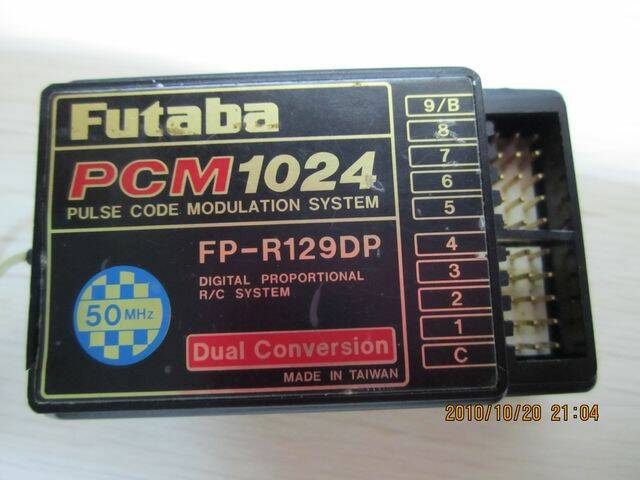 Futaba
PCM1024
PULSE CODE MODULATION SYSTEM
FP-R129DP
DIGITAL PROPORTIONAL
R/C SYSTEM
50MHz
Dual Conversion
MADE IN TAIWAN
9/B
8
7
6
5
4
3
2
1
C
2010/10/20 21:04